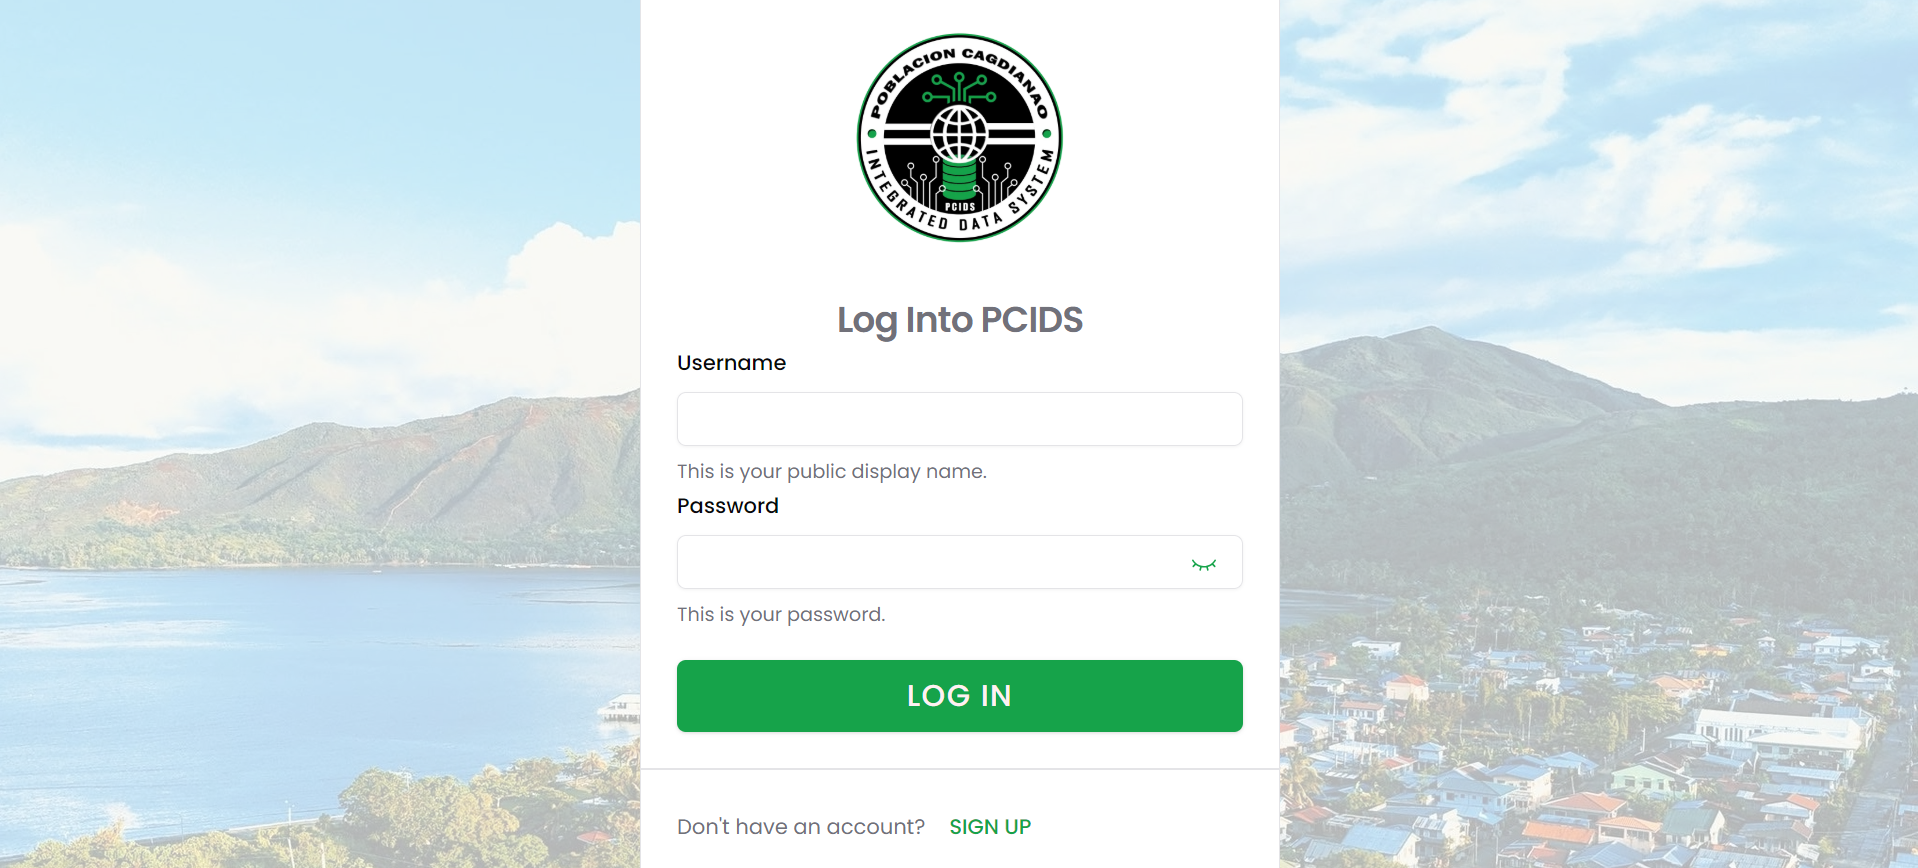 POBLACION CAGDIANAO
PCIDS
INTEGRATED DATA SYSTEM
Log Into PCIDS
Username
This is your public display name.
Password
This is your password.
LOG IN
Don't have an account? SIGN UP